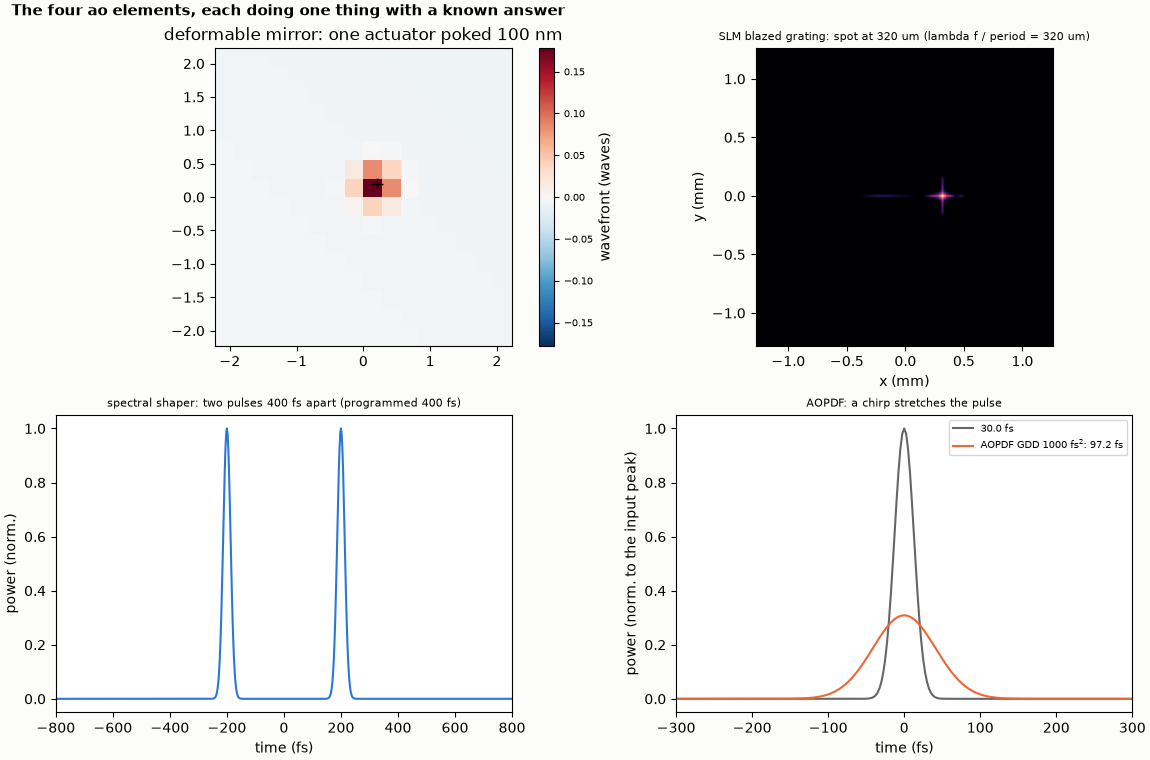 The four ao elements, each doing one thing with a known answer
deformable mirror: one actuator poked 100 nm
2.0
1.5
1.0
0.5
0.0
−0.5
−1.0
−1.5
−2.0
−2 −1 0 1 2
0.15
0.10
0.05
0.00
−0.05
−0.10
−0.15
wavefront (waves)
SLM blazed grating: spot at 320 um (lambda f / period = 320 um)
y (mm)
1.0
0.5
0.0
−0.5
−1.0
−1.0 −0.5 0.0 0.5 1.0
x (mm)
spectral shaper: two pulses 400 fs apart (programmed 400 fs)
power (norm.)
1.0
0.8
0.6
0.4
0.2
0.0
−800 −600 −400 −200 0 200 400 600 800
time (fs)
AOPDF: a chirp stretches the pulse
power (norm. to the input peak)
1.0
0.8
0.6
0.4
0.2
0.0
30.0 fs
AOPDF GDD 1000 fs²: 97.2 fs
−300 −200 −100 0 100 200 300
time (fs)